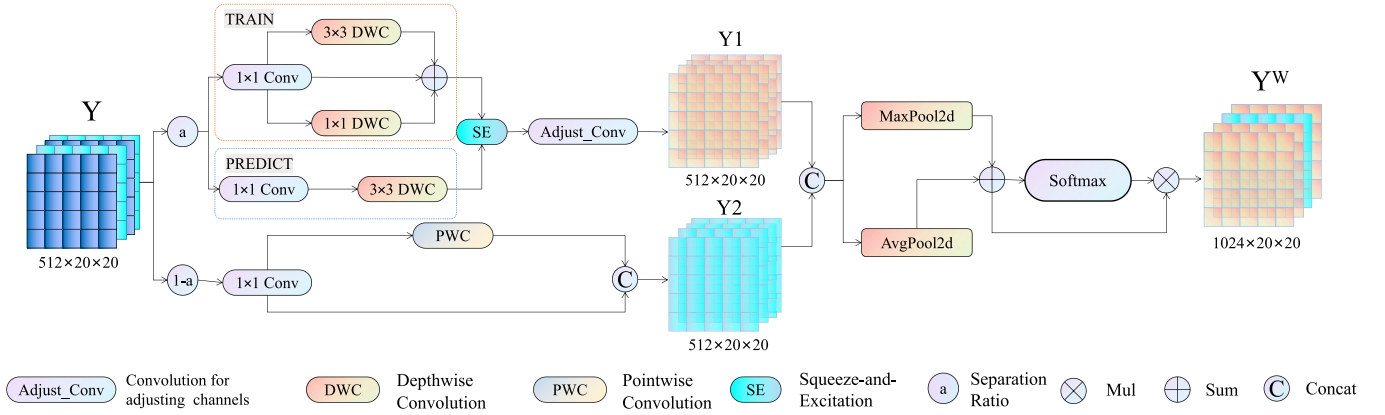 TRAIN
3×3 DWC
1×1 Conv
1×1 DWC
Y
512×20×20
a
PREDICT
1×1 Conv
3×3 DWC
SE
Adjust_Conv
Y1
512×20×20
1-a
1×1 Conv
PWC
C
Y2
512×20×20
C
MaxPool2d
AvgPool2d
Softmax
Y^W
1024×20×20
Adjust_Conv
Convolution for
adjusting channels
DWC
Depthwise
Convolution
PWC
Pointwise
Convolution
SE
Squeeze-and-
Excitation
a
Separation
Ratio
Mul
Sum
C
Concat